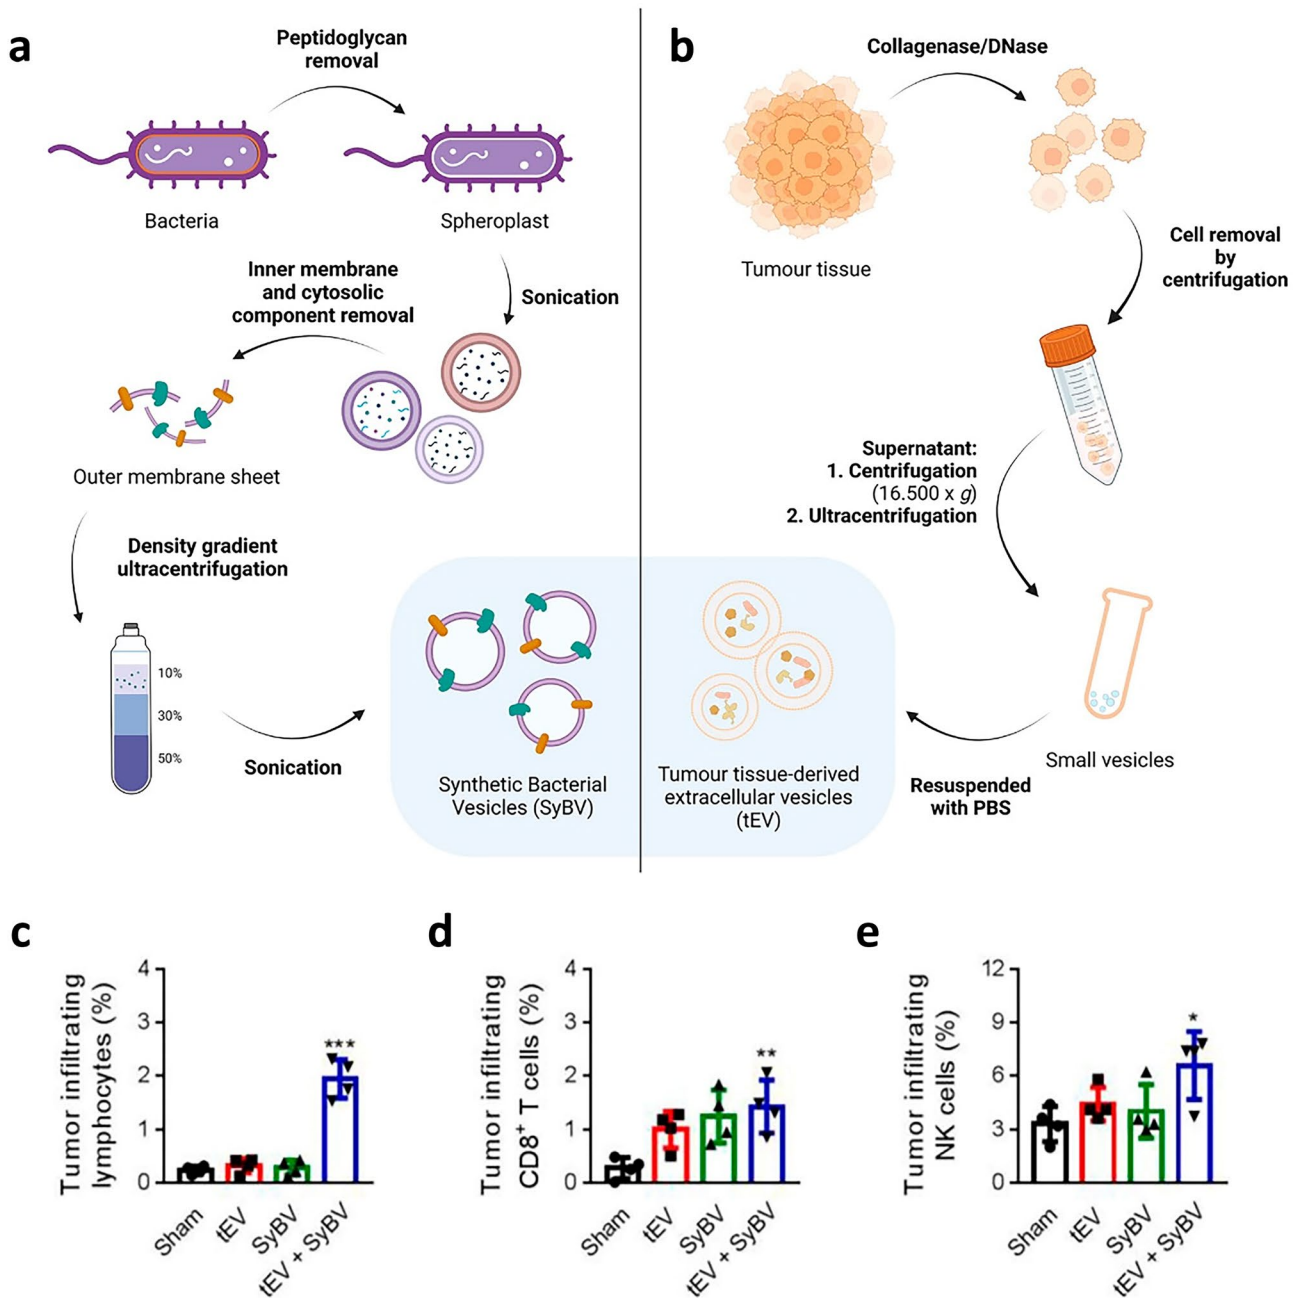 a
Peptidoglycan
removal
Bacteria
Spheroplast
Inner membrane
and cytosolic
component removal
Sonication
Outer membrane sheet
Density gradient
ultracentrifugation
10%
30%
50%
Sonication
Synthetic Bacterial
Vesicles (SyBV)
b
Collagenase/DNase
Tumour tissue
Cell removal
by
centrifugation
Supernatant:
1. Centrifugation
(16.500 x g)
2. Ultracentrifugation
Small vesicles
Resuspended
with PBS
Tumour tissue-derived
extracellular vesicles
(tEV)
c
Tumor infiltrating
lymphocytes (%)
4
3
2
1
0
***
Sham
tEV
SyBV
tEV + SyBV
d
Tumor infiltrating
CD8⁺ T cells (%)
4
3
2
1
0
**
Sham
tEV
SyBV
tEV + SyBV
e
Tumor infiltrating
NK cells (%)
12
9
6
3
0
*
Sham
tEV
SyBV
tEV + SyBV